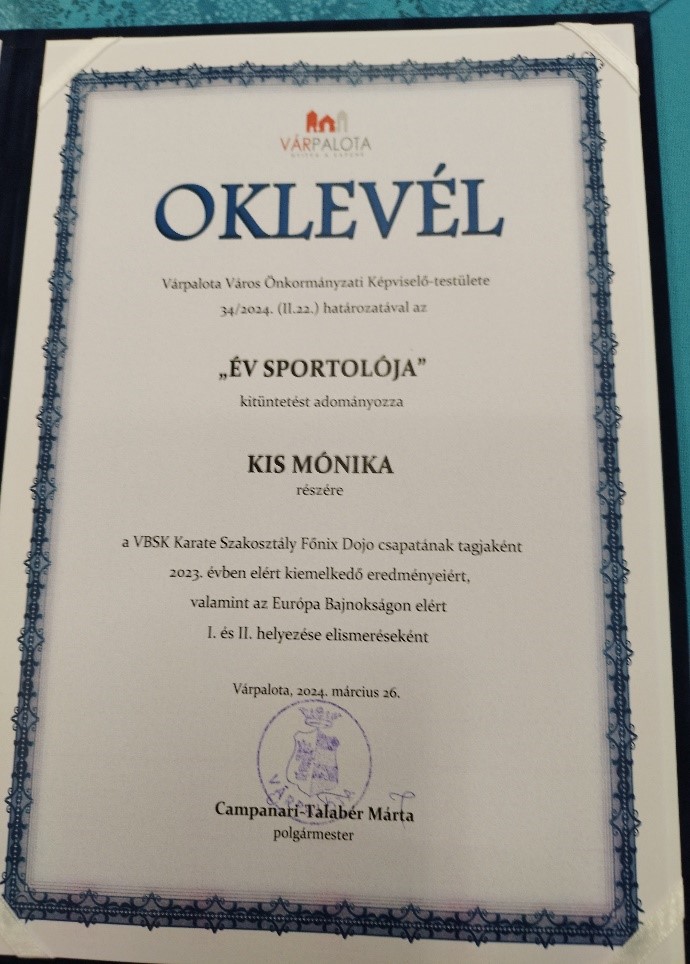 VÁRPALOTA
OKLEVÉL
Várpalota Város Önkormányzati Képviselő-testülete
34/2024. (II.22.) határozatával az
„ÉV SPORTOLÓJA”
kitüntetést adományozza
KIS MÓNIKA
részére
a VBSK Karate Szakosztály Főnix Dojo csapatának tagjaként
2023. évben elért kiemelkedő eredményeiért,
valamint az Európa Bajnokságon elért
I. és II. helyezése elismeréseként
Várpalota, 2024. március 26.
Campanari-Talabér Márta
polgármester